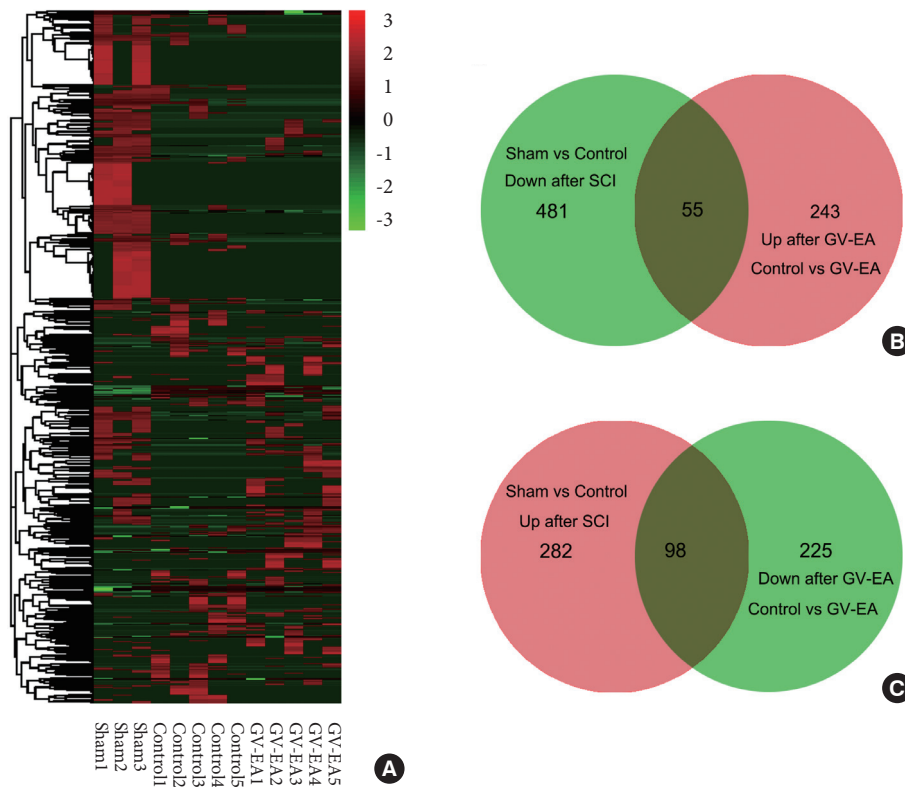 3
2
1
0
-1
-2
-3
Sham1
Sham2
Sham3
Control1
Control2
Control3
Control4
Control5
GV-EA1
GV-EA2
GV-EA3
GV-EA4
GV-EA5
A
Sham vs Control
Down after SCI
481
55
243
Up after GV-EA
Control vs GV-EA
B
Sham vs Control
Up after SCI
282
98
225
Down after GV-EA
Control vs GV-EA
C